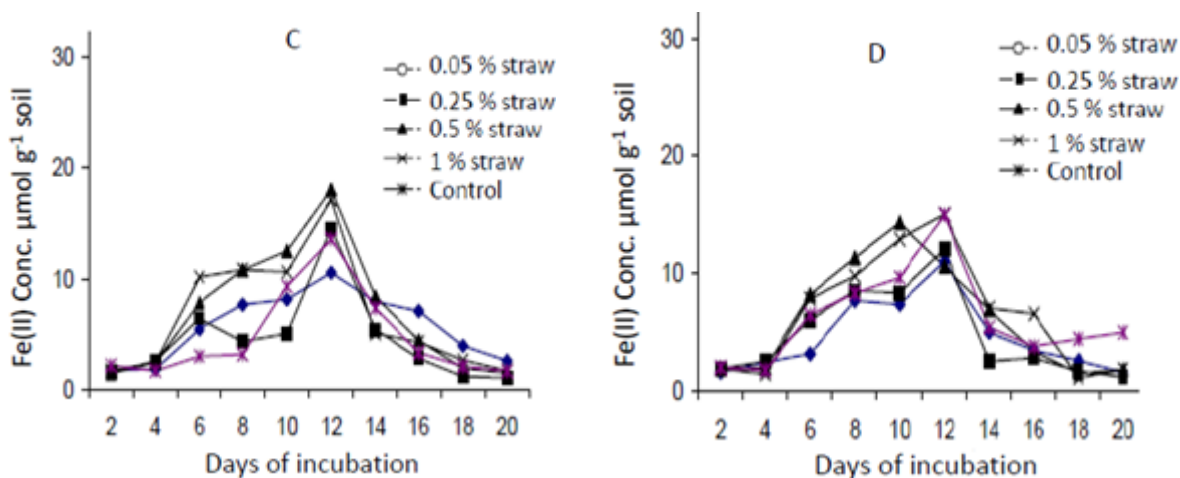 C
30
20
10
0
Fe(II) Conc. µmol g⁻¹ soil
0.05 % straw
0.25 % straw
0.5 % straw
1 % straw
Control
2 4 6 8 10 12 14 16 18 20
Days of incubation
D
30
20
10
0
Fe(II) Conc. µmol g⁻¹ soil
0.05 % straw
0.25 % straw
0.5 % straw
1 % straw
Control
2 4 6 8 10 12 14 16 18 20
Days of incubation